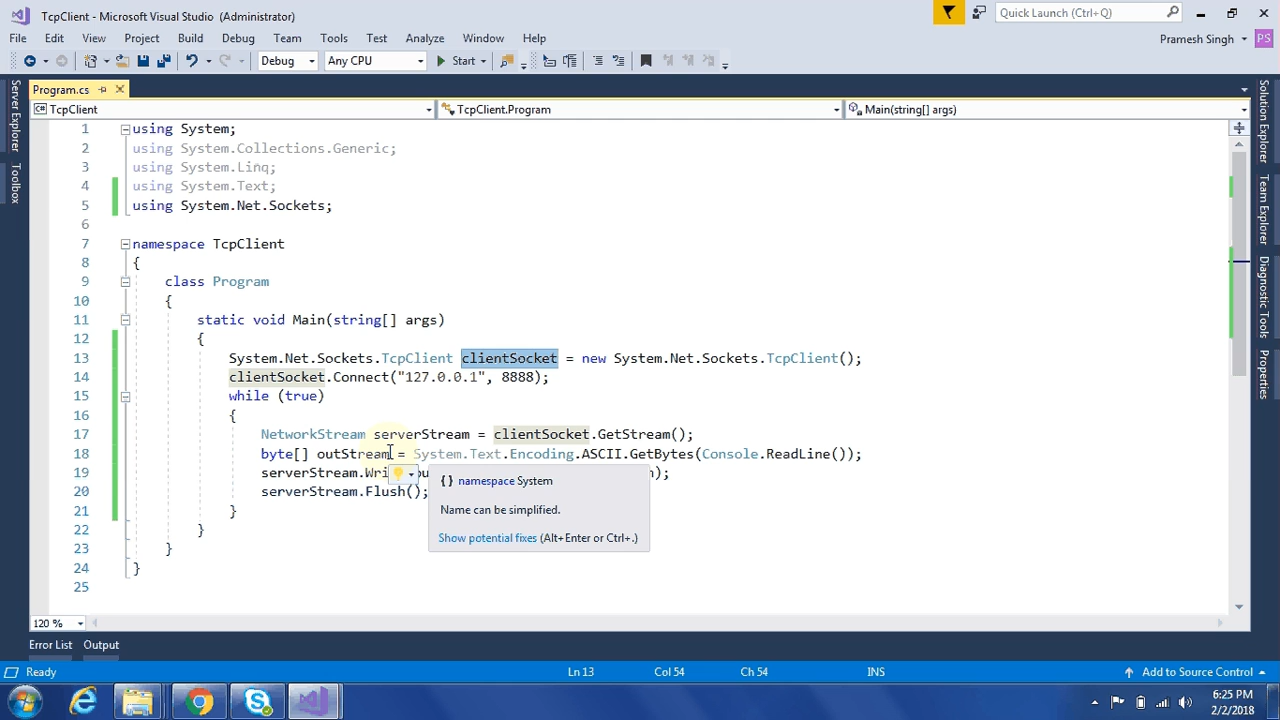 TcpClient - Microsoft Visual Studio (Administrator)
Quick Launch (Ctrl+Q)
File Edit View Project Build Debug Team Tools Test Analyze Window Help
Pramesh Singh PS
Debug Any CPU Start
Program.cs
TcpClient TcpClient.Program Main(string[] args)
Server Explorer
Toolbox
Solution Explorer
Team Explorer
Diagnostic Tools
Properties
1 using System;
2 using System.Collections.Generic;
3 using System.Linq;
4 using System.Text;
5 using System.Net.Sockets;
6
7 namespace TcpClient
8 {
9 class Program
10 {
11 static void Main(string[] args)
12 {
13 System.Net.Sockets.TcpClient clientSocket = new System.Net.Sockets.TcpClient();
14 clientSocket.Connect("127.0.0.1", 8888);
15 while (true)
16 {
17 NetworkStream serverStream = clientSocket.GetStream();
18 byte[] outStream = System.Text.Encoding.ASCII.GetBytes(Console.ReadLine());
19 serverStream.Wri );
20 serverStream.Flush();
21 }
22 }
23 }
24 }
25
{ } namespace System
Name can be simplified.
Show potential fixes (Alt+Enter or Ctrl+.)
120 %
Error List Output
Ready Ln 13 Col 54 Ch 54 INS Add to Source Control
6:25 PM
2/2/2018